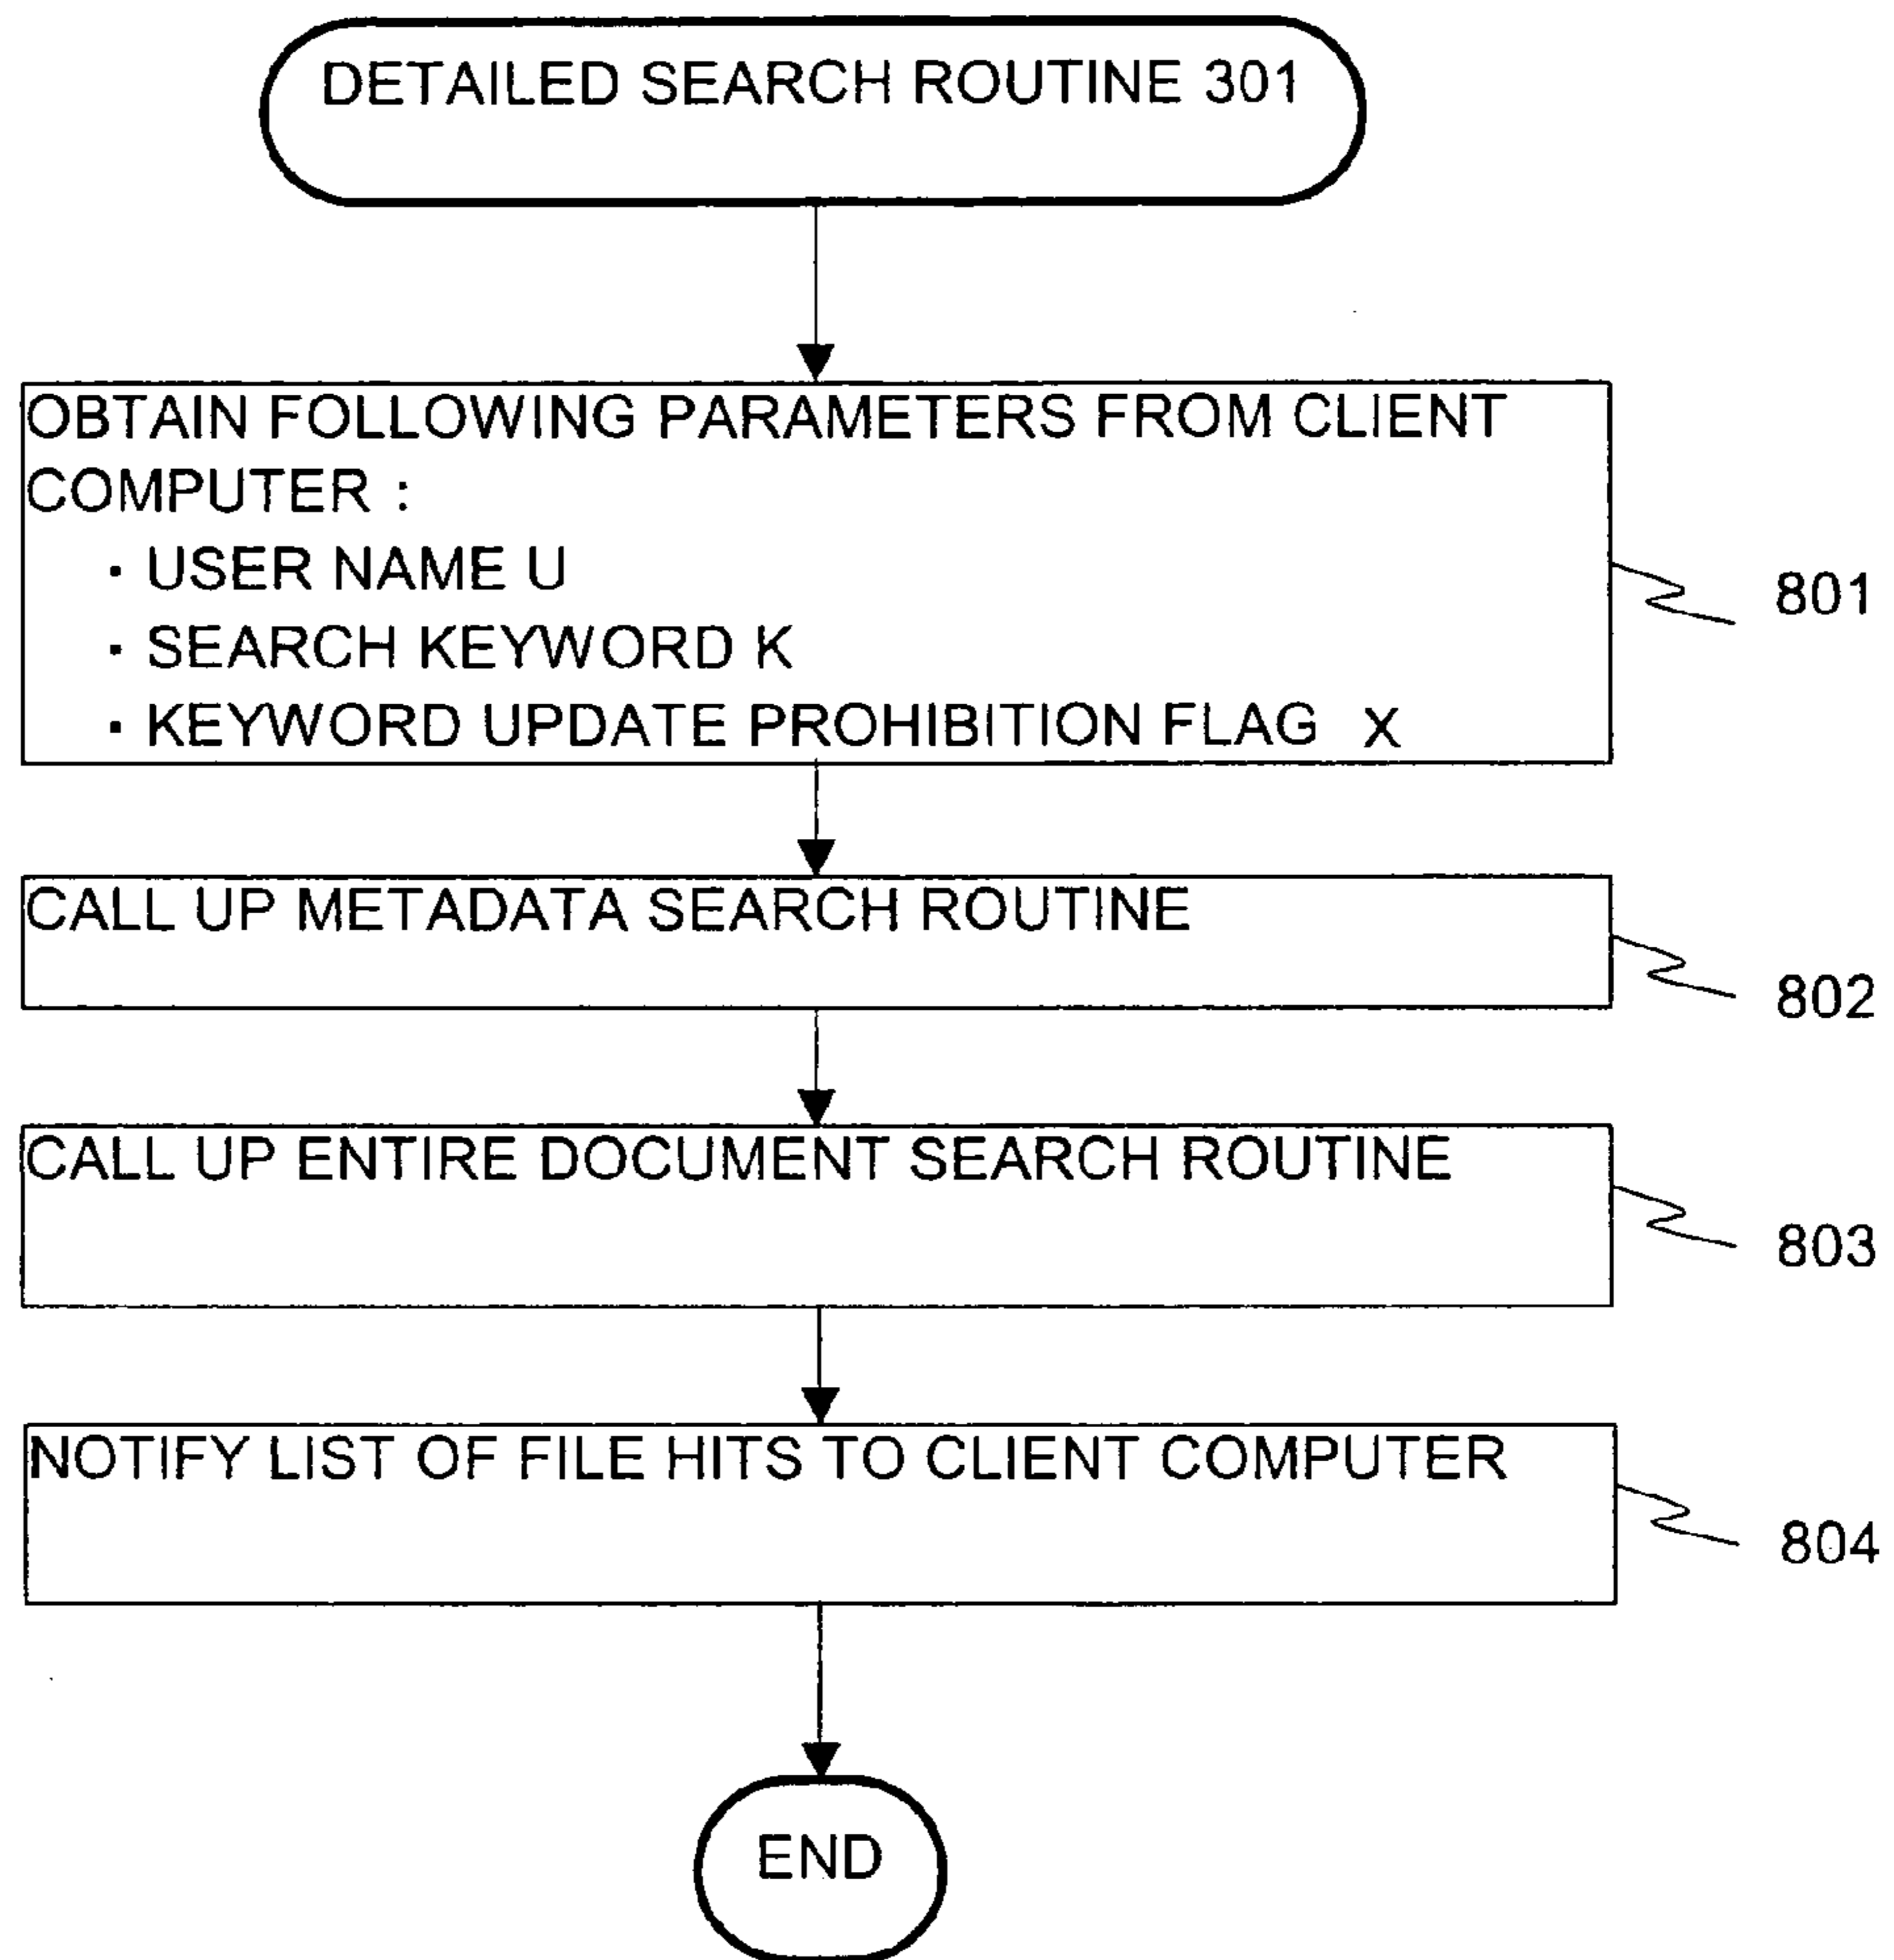 DETAILED SEARCH ROUTINE 301
OBTAIN FOLLOWING PARAMETERS FROM CLIENT
COMPUTER :
・USER NAME U
・SEARCH KEYWORD K
・KEYWORD UPDATE PROHIBITION FLAG X
801
CALL UP METADATA SEARCH ROUTINE
802
CALL UP ENTIRE DOCUMENT SEARCH ROUTINE
803
NOTIFY LIST OF FILE HITS TO CLIENT COMPUTER
804
END